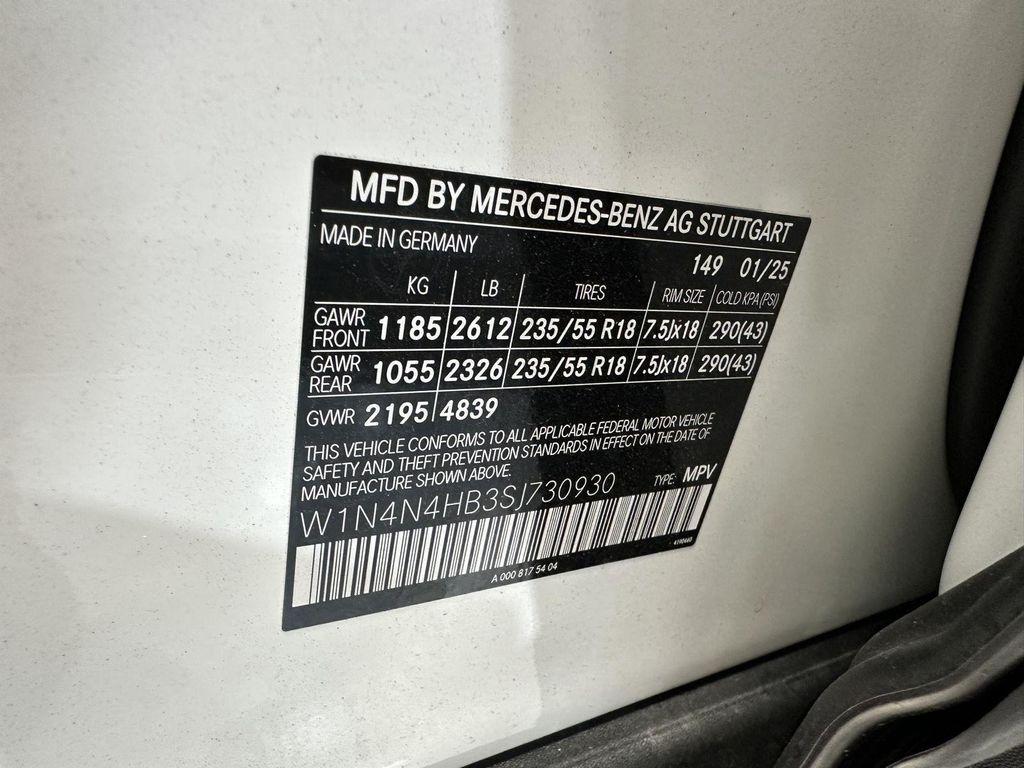 MFD BY MERCEDES-BENZ AG STUTTGART
MADE IN GERMANY
149 01/25
KG LB TIRES RIM SIZE COLD KPA (PSI)
GAWR FRONT 1185 2612 235/55 R18 7.5Jx18 290(43)
GAWR REAR 1055 2326 235/55 R18 7.5Jx18 290(43)
GVWR 2195 4839
THIS VEHICLE CONFORMS TO ALL APPLICABLE FEDERAL MOTOR VEHICLE
SAFETY AND THEFT PREVENTION STANDARDS IN EFFECT ON THE DATE OF
MANUFACTURE SHOWN ABOVE.
TYPE: MPV
W1N4N4HB3SJ730930
A 000 817 54 04